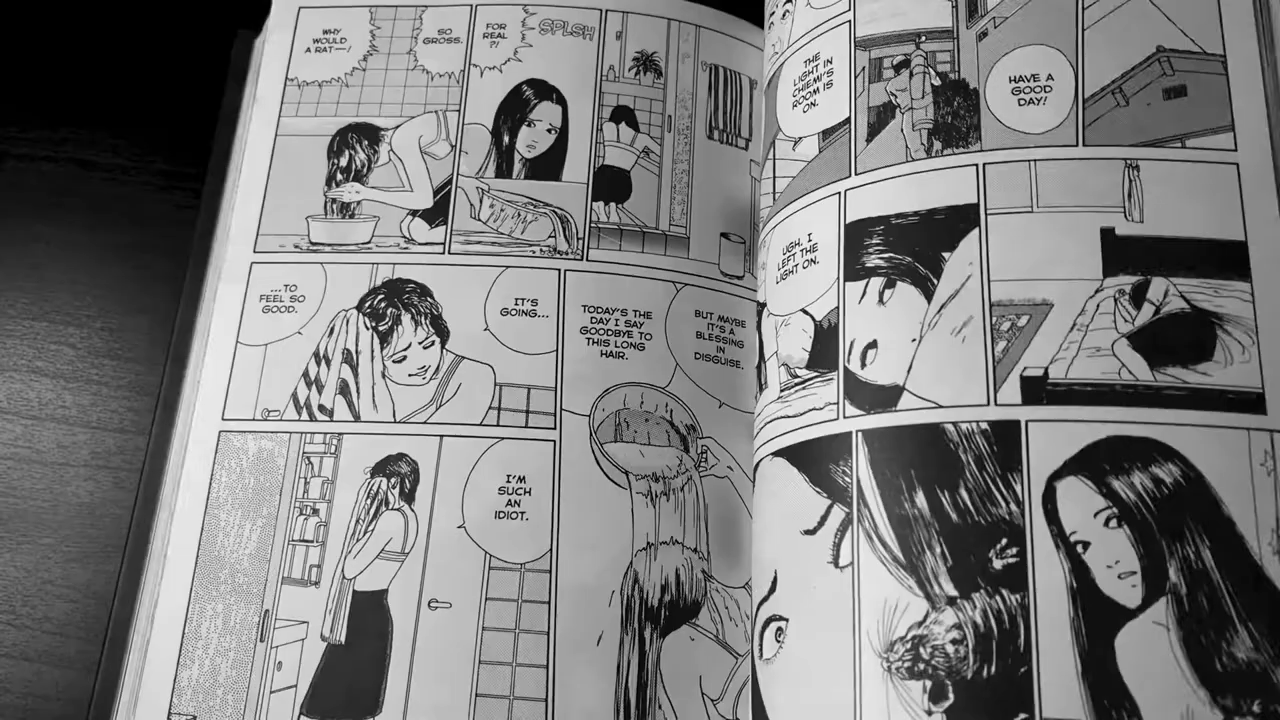 HAVE A
GOOD
DAY!
THE
LIGHT IN
CHIEMI'S
ROOM IS
ON.
UGH. I
LEFT THE
LIGHT ON.
SPLSH
FOR
REAL
?!
SO
GROSS.
WHY
WOULD
A RAT—!
BUT MAYBE
IT'S A
BLESSING
IN
DISGUISE.
TODAY'S THE
DAY I SAY
GOODBYE TO
THIS LONG
HAIR.
IT'S
GOING...
...TO
FEEL SO
GOOD.
I'M
SUCH
AN
IDIOT.